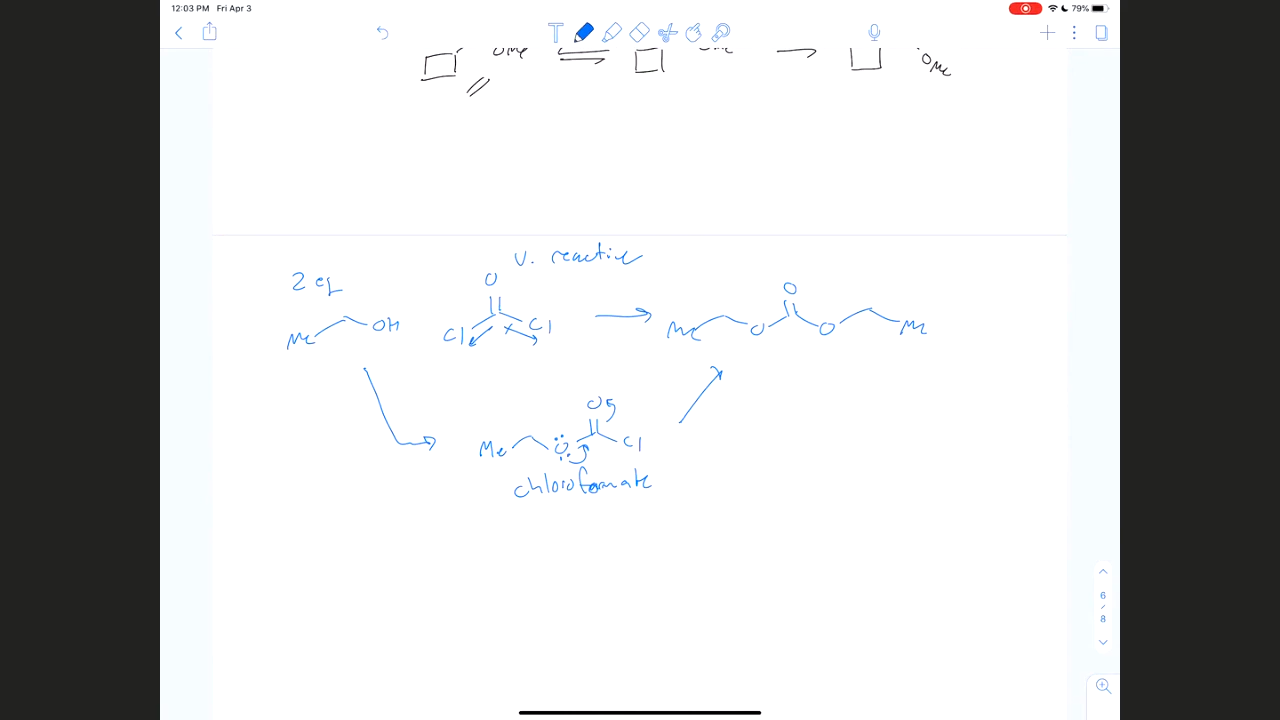 12:03 PM Fri Apr 3
79%
T
OMe OMe OMe
V. reactive
2 eq
O
Me OH Cl Cl
O
Me O O Me
O
Me O Cl
chloroformate
6
/
8